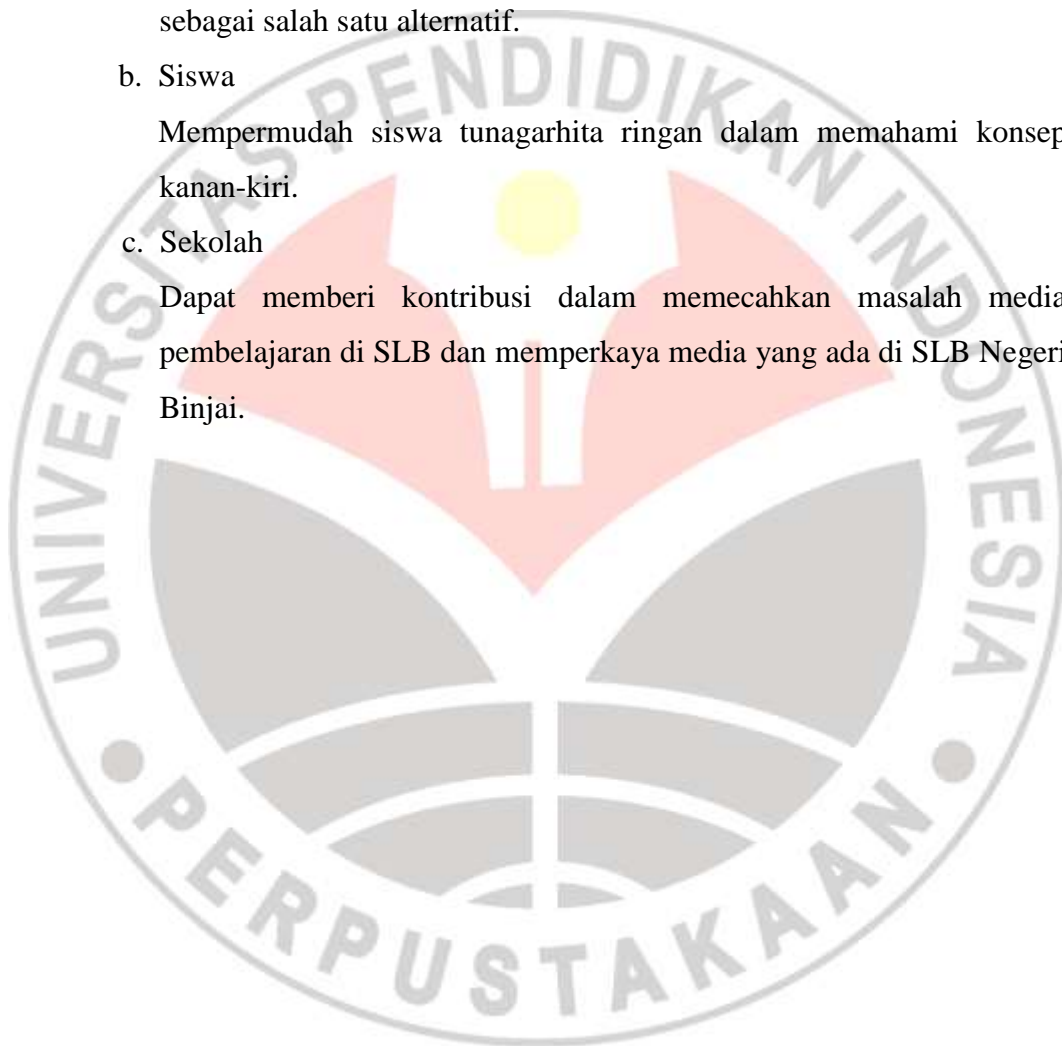 sebagai salah satu alternatif.
b. Siswa
Mempermudah siswa tunagarhita ringan dalam memahami konsep
kanan-kiri.
c. Sekolah
Dapat memberi kontribusi dalam memecahkan masalah media
pembelajaran di SLB dan memperkaya media yang ada di SLB Negeri
Binjai.
UNIVERSITAS PENDIDIKAN INDONESIA
PERPUSTAKAAN